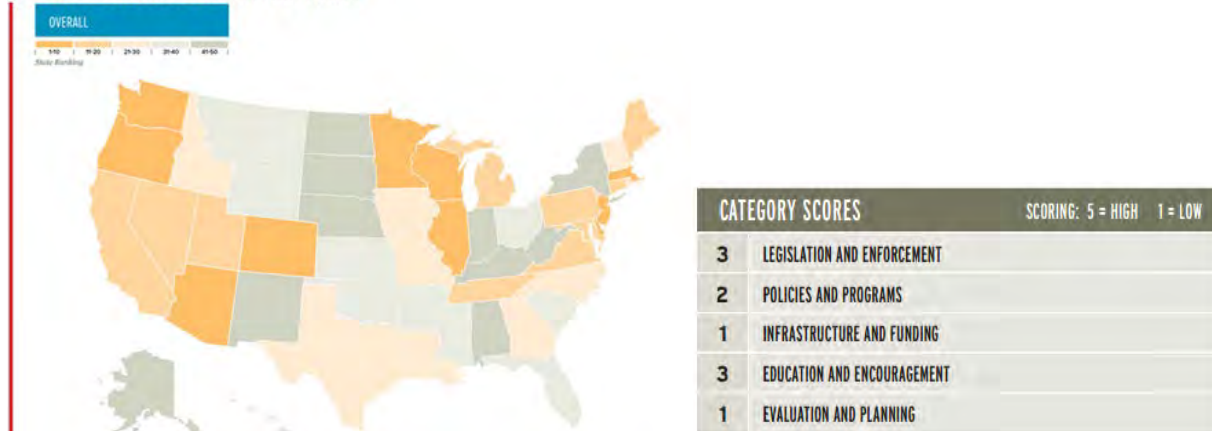 OVERALL
1-10 | 11-20 | 21-30 | 31-40 | 41-50
State Ranking
CATEGORY SCORES SCORING: 5 = HIGH 1 = LOW
3 LEGISLATION AND ENFORCEMENT
2 POLICIES AND PROGRAMS
1 INFRASTRUCTURE AND FUNDING
3 EDUCATION AND ENCOURAGEMENT
1 EVALUATION AND PLANNING